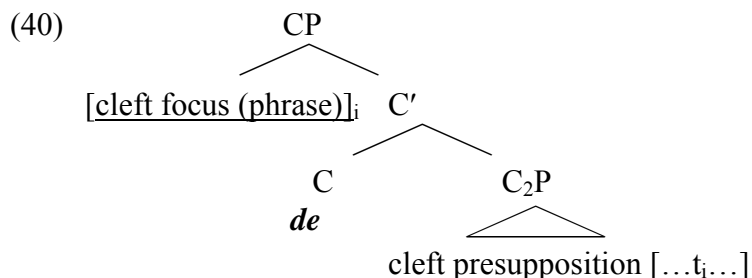 (40) CP
[cleft focus (phrase)]ᵢ C′
C C₂P
de
cleft presupposition […tᵢ…]